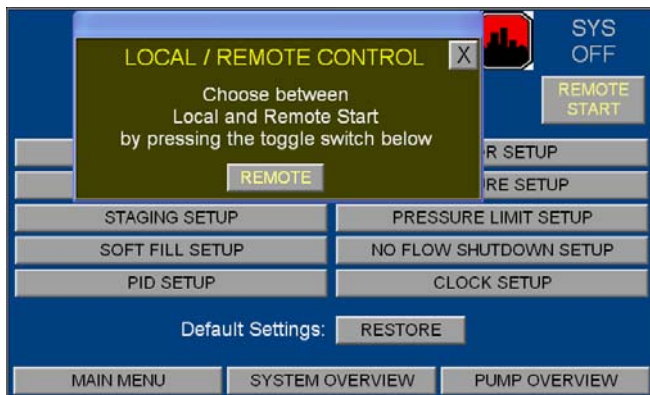 LOCAL / REMOTE CONTROL
X
Choose between
Local and Remote Start
by pressing the toggle switch below
REMOTE
SYS
OFF
REMOTE
START
SETUP
SETUP
STAGING SETUP
PRESSURE LIMIT SETUP
SOFT FILL SETUP
NO FLOW SHUTDOWN SETUP
PID SETUP
CLOCK SETUP
Default Settings:
RESTORE
MAIN MENU
SYSTEM OVERVIEW
PUMP OVERVIEW